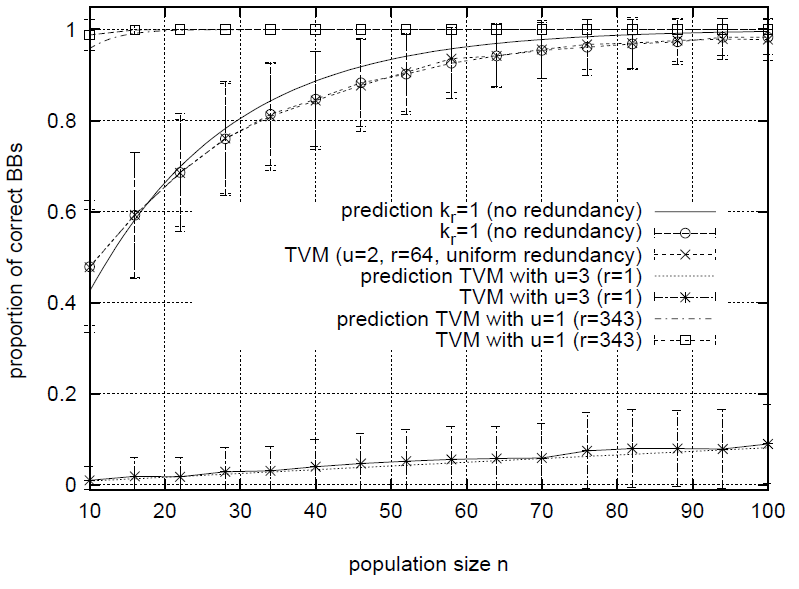 proportion of correct BBs
1
0.8
0.6
0.4
0.2
0
prediction kr=1 (no redundancy)
kr=1 (no redundancy)
TVM (u=2, r=64, uniform redundancy)
prediction TVM with u=3 (r=1)
TVM with u=3 (r=1)
prediction TVM with u=1 (r=343)
TVM with u=1 (r=343)
10 20 30 40 50 60 70 80 90 100
population size n